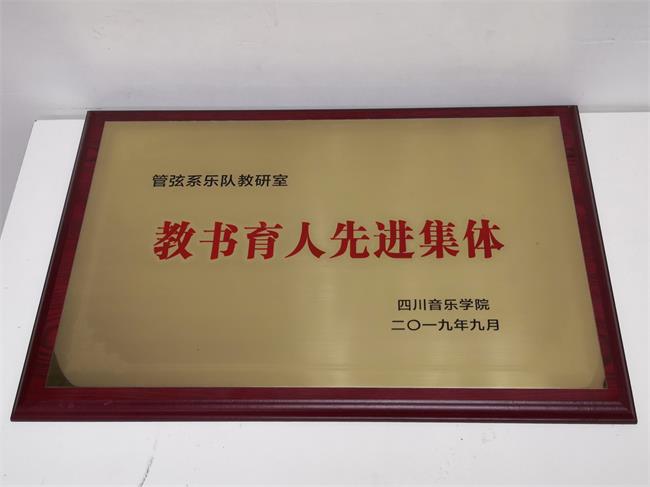 管弦系乐队教研室
教书育人先进集体
四川音乐学院
二〇一九年九月